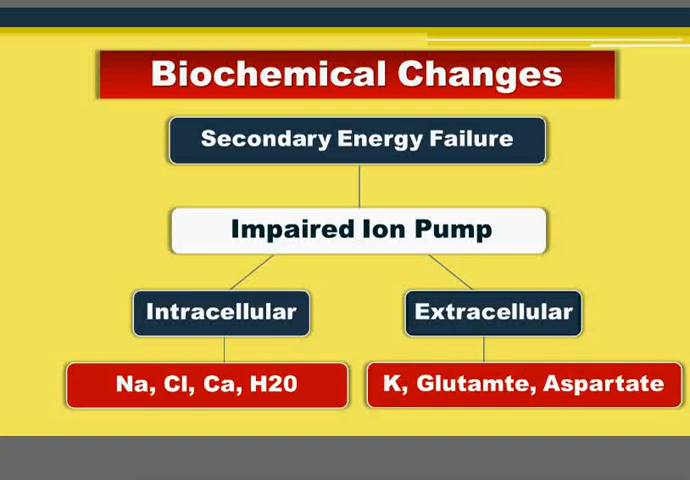 Biochemical Changes
Secondary Energy Failure
Impaired Ion Pump
Intracellular
Extracellular
Na, Cl, Ca, H20
K, Glutamte, Aspartate